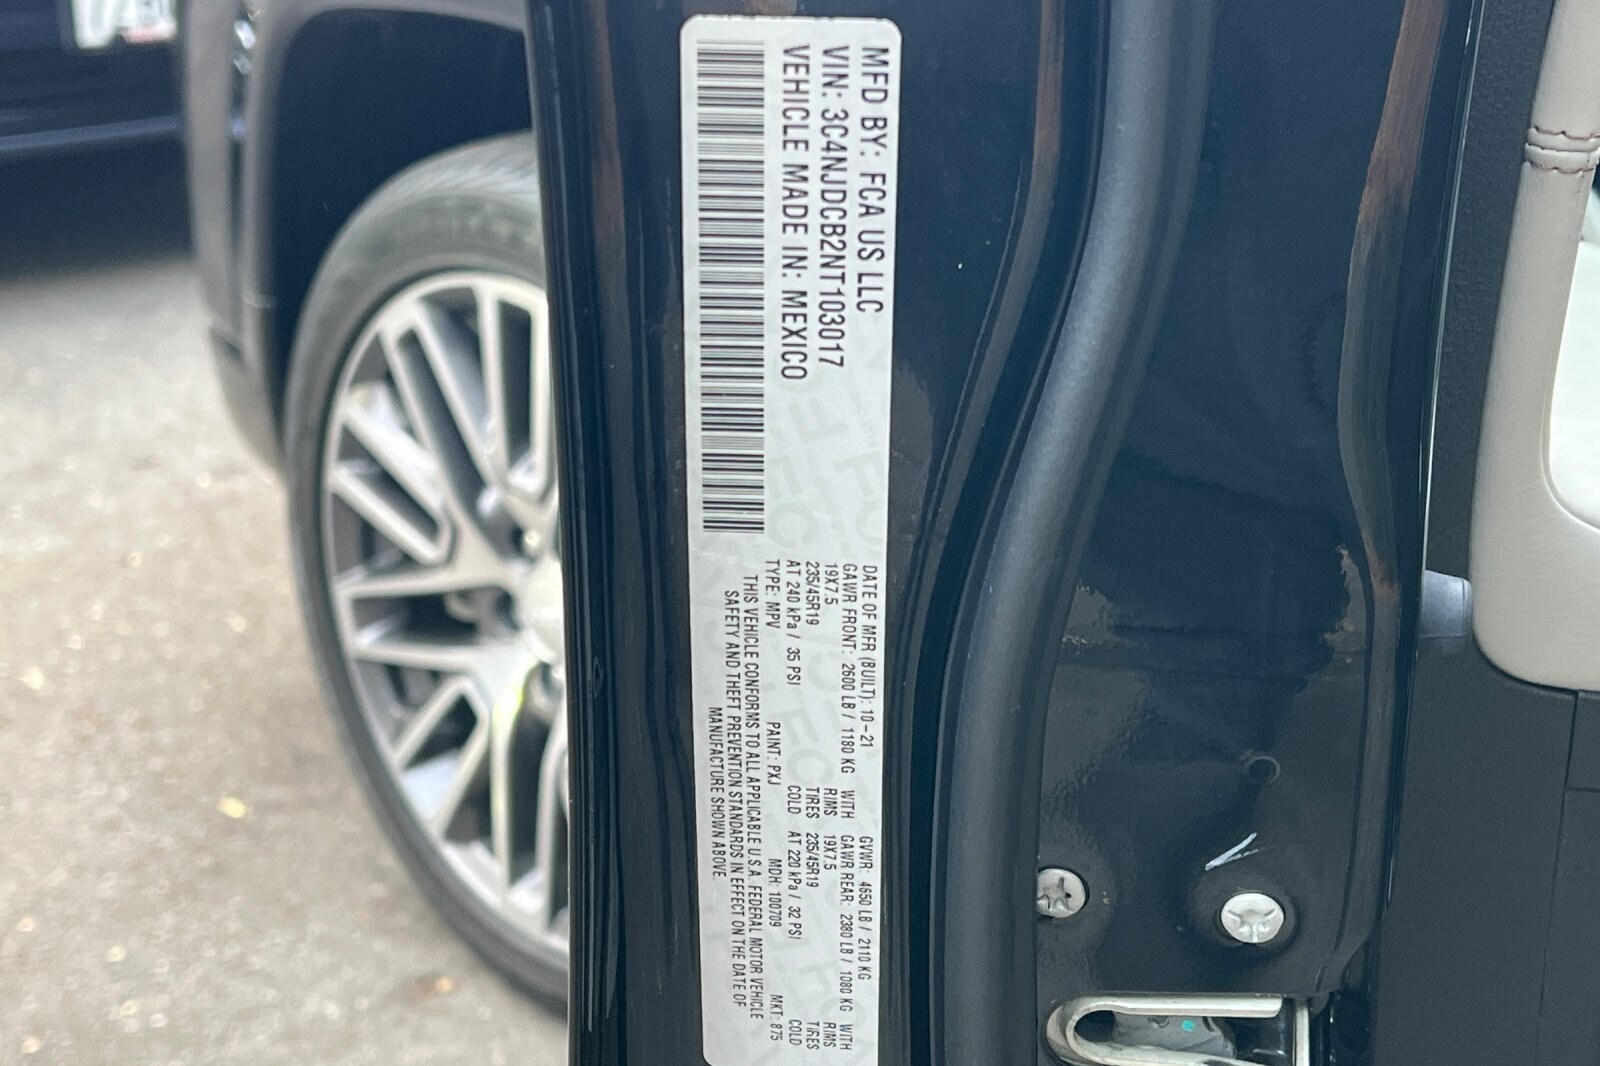 MFD BY: FCA US LLC
VIN: 3C4NJDCB2NT103017
VEHICLE MADE IN: MEXICO
DATE OF MFR (BUILT): 10-21 GVWR: 4650 LB / 2110 KG
GAWR FRONT: 2600 LB / 1180 KG WITH GAWR REAR: 2380 LB / 1080 KG WITH
19X7.5 RIMS 19X7.5 RIMS
235/45R19 TIRES 235/45R19 TIRES
AT 240 kPa / 35 PSI COLD AT 220 kPa / 32 PSI COLD
TYPE: MPV PAINT: PXJ MDH: 100709 MKT: 875
THIS VEHICLE CONFORMS TO ALL APPLICABLE U.S.A. FEDERAL MOTOR VEHICLE
SAFETY AND THEFT PREVENTION STANDARDS IN EFFECT ON THE DATE OF
MANUFACTURE SHOWN ABOVE.